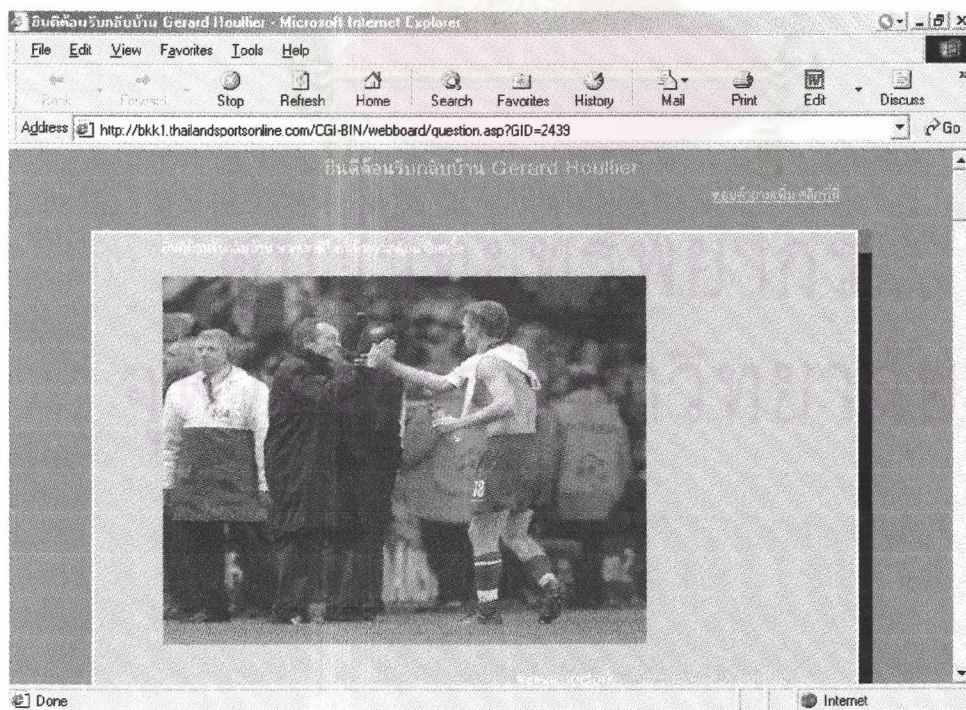 ยินดีต้อนรับกลับบ้าน Gerard Houllier - Microsoft Internet Explorer
File Edit View Favorites Tools Help
Back Forward Stop Refresh Home Search Favorites History Mail Print Edit Discuss
Address http://bkk1.thailandsportsonline.com/CGI-BIN/webboard/question.asp?GID=2439 Go
ยินดีต้อนรับกลับบ้าน Gerard Houllier
18
Done Internet